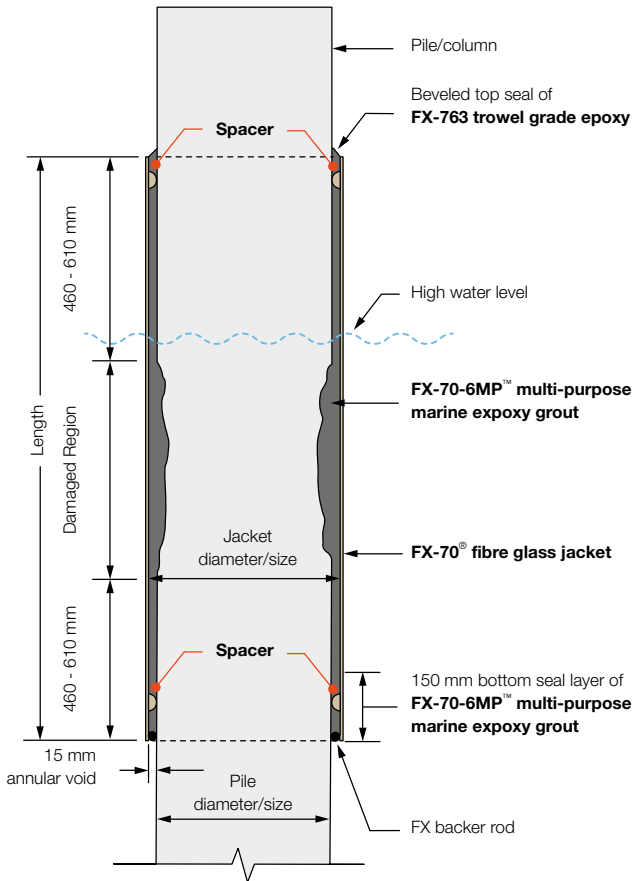 Pile/column
Beveled top seal of
FX-763 trowel grade epoxy
Spacer
460 - 610 mm
High water level
FX-70-6MP™ multi-purpose
marine expoxy grout
Length
Damaged Region
Jacket
diameter/size
FX-70® fibre glass jacket
460 - 610 mm
Spacer
150 mm bottom seal layer of
FX-70-6MP™ multi-purpose
marine expoxy grout
15 mm
annular void
Pile
diameter/size
FX backer rod